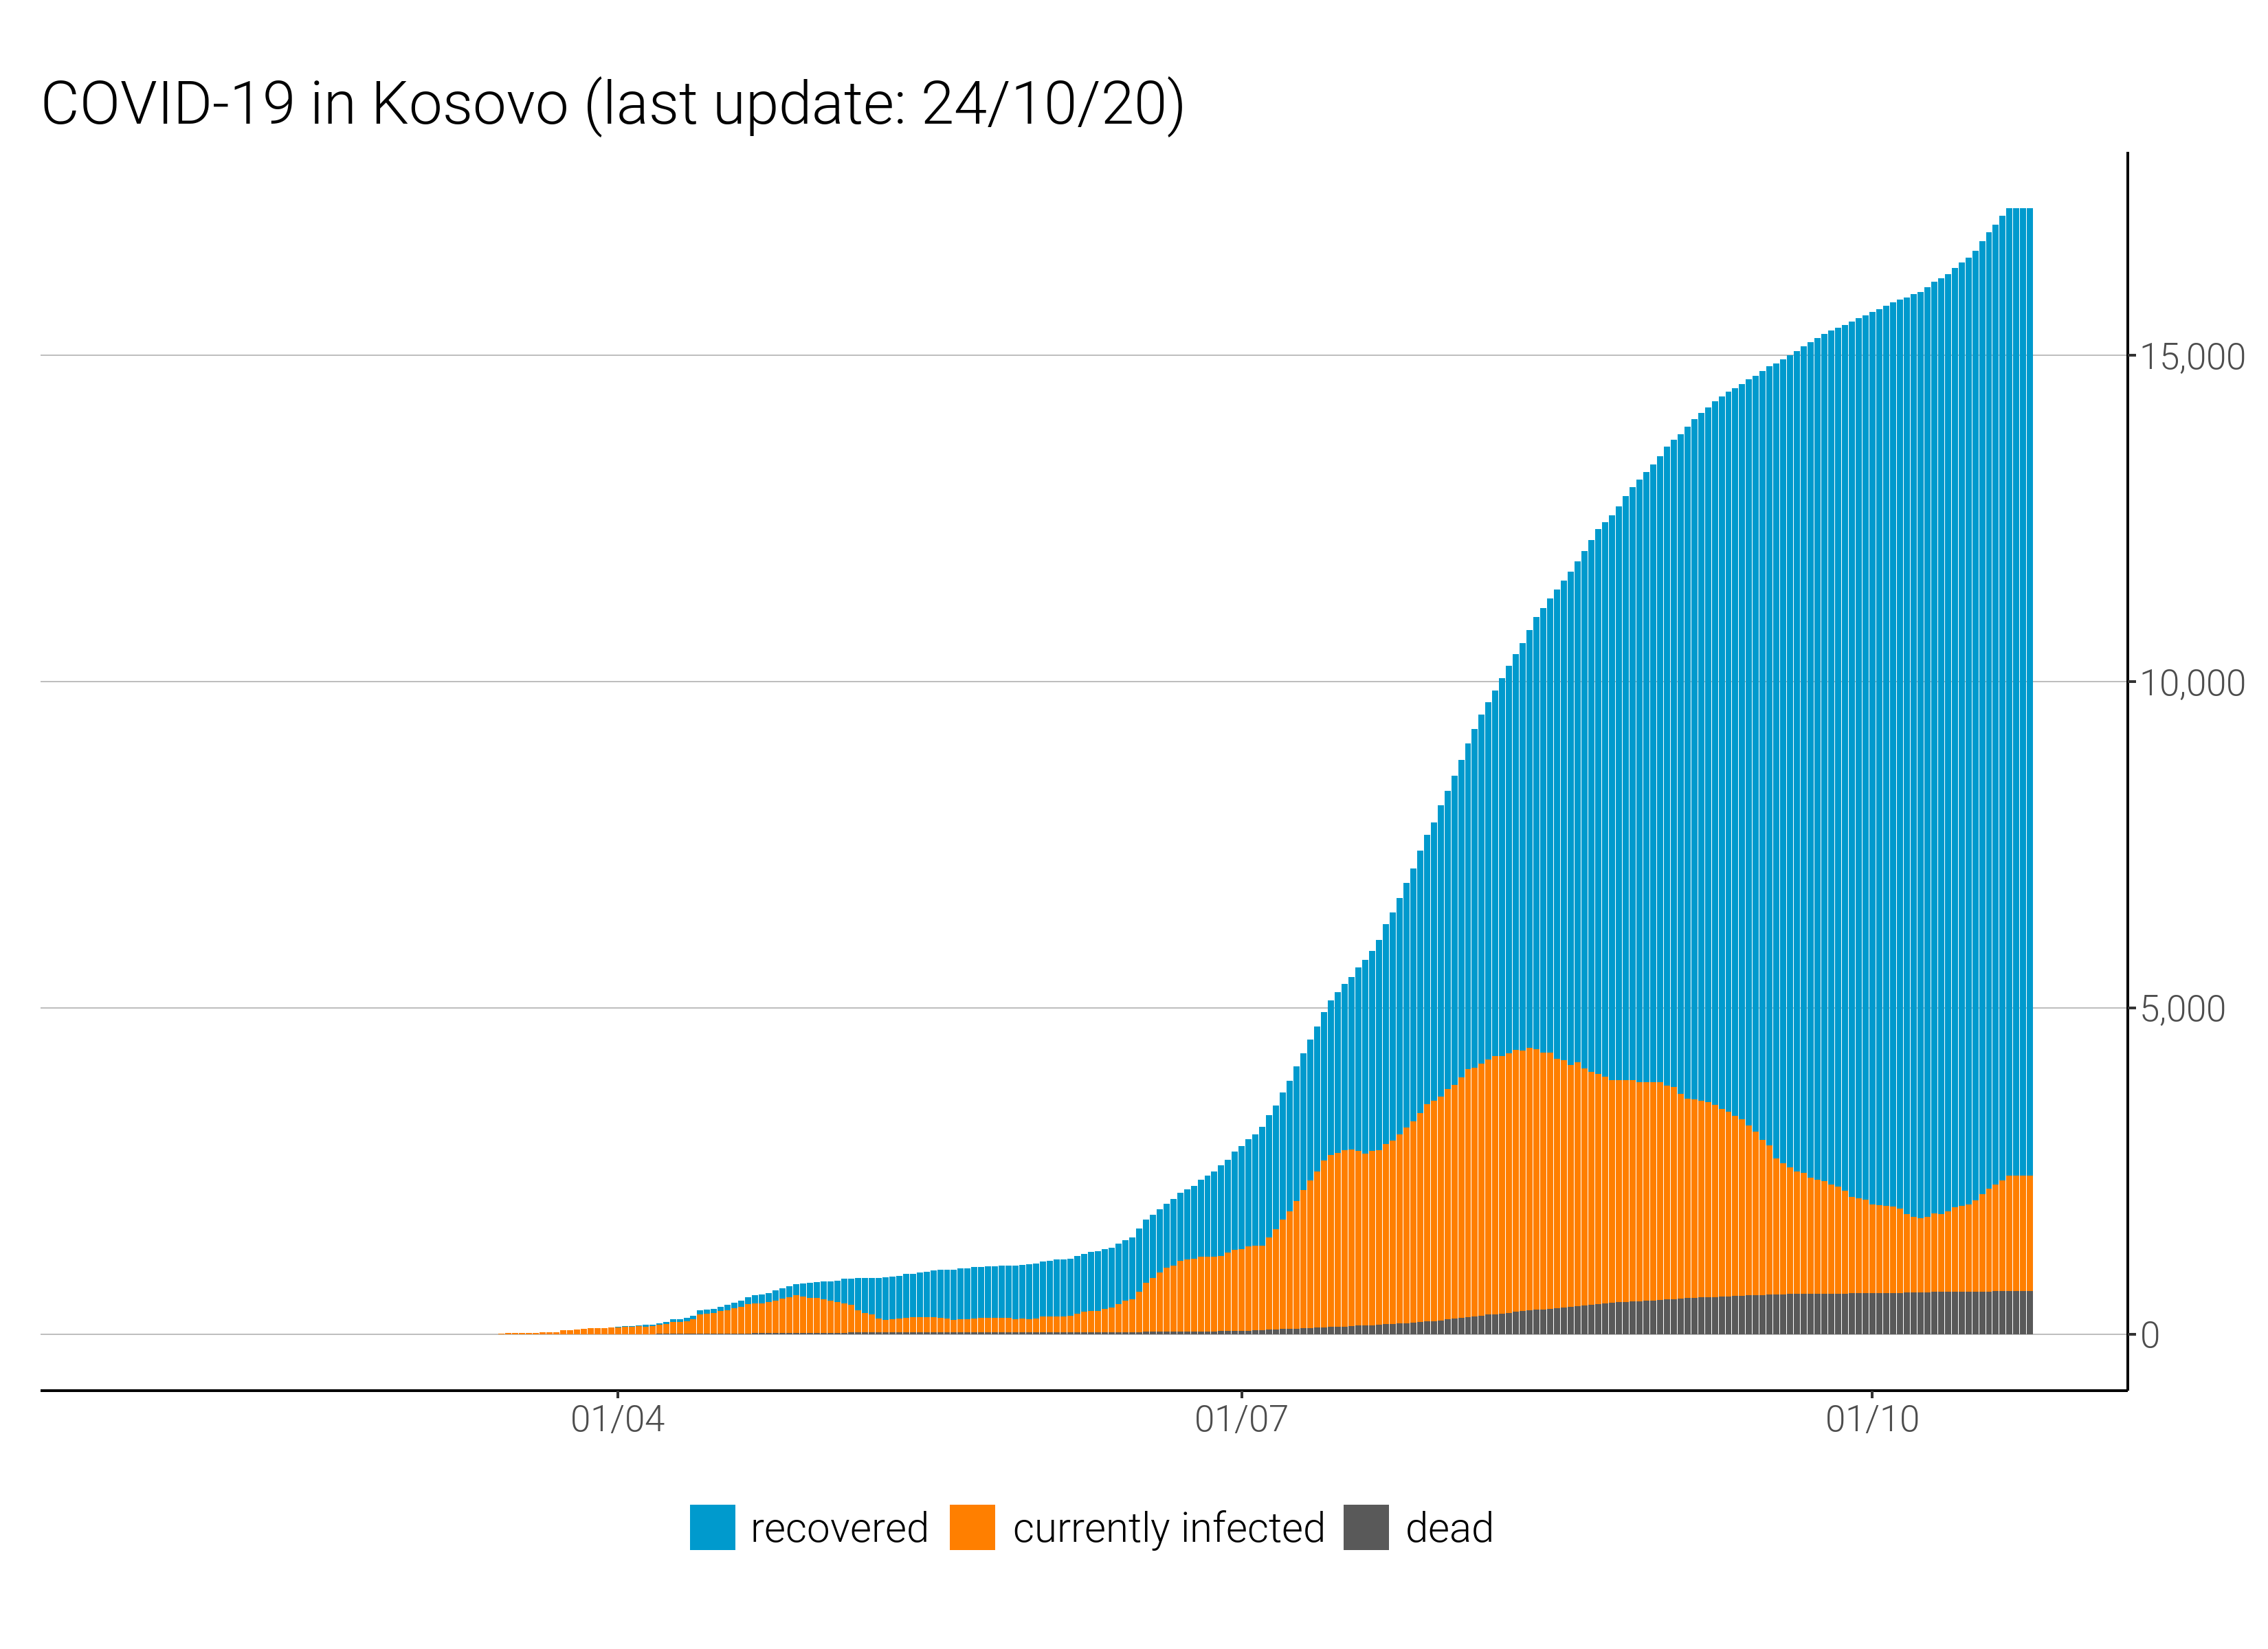 COVID-19 in Kosovo (last update: 24/10/20)
15,000
10,000
5,000
0
01/04 01/07 01/10
recovered currently infected dead